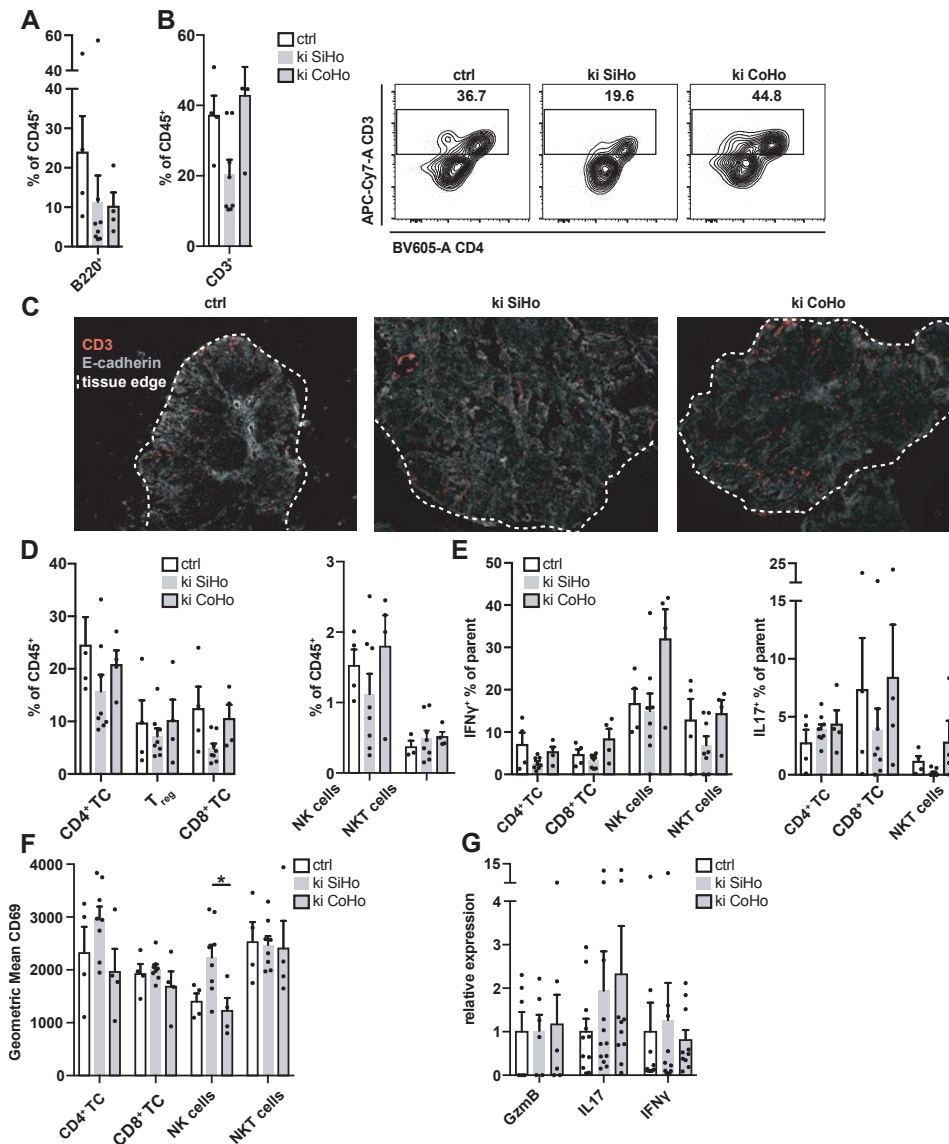 A
60
50
40
30
20
10
0
% of CD45⁺
B220⁺
B
60
40
20
0
% of CD45⁺
CD3⁺
ctrl
ki SiHo
ki CoHo
ctrl
ki SiHo
ki CoHo
36.7
19.6
44.8
APC-Cy7-A CD3
BV605-A CD4
C
ctrl
ki SiHo
ki CoHo
CD3
E-cadherin
tissue edge
D
40
30
20
10
0
% of CD45⁺
CD4⁺ TC
Treg
CD8⁺ TC
ctrl
ki SiHo
ki CoHo
3
2
1
0
% of CD45⁺
NK cells
NKT cells
E
50
40
30
20
10
0
IFNγ⁺ % of parent
CD4⁺ TC
CD8⁺ TC
NK cells
NKT cells
ctrl
ki SiHo
ki CoHo
25
15
10
5
0
IL17⁺ % of parent
CD4⁺ TC
CD8⁺ TC
NKT cells
F
4000
3000
2000
1000
0
Geometric Mean CD69
*
CD4⁺ TC
CD8⁺ TC
NK cells
NKT cells
ctrl
ki SiHo
ki CoHo
G
15
5
4
3
2
1
0
relative expression
GzmB
IL17
IFNγ
ctrl
ki SiHo
ki CoHo